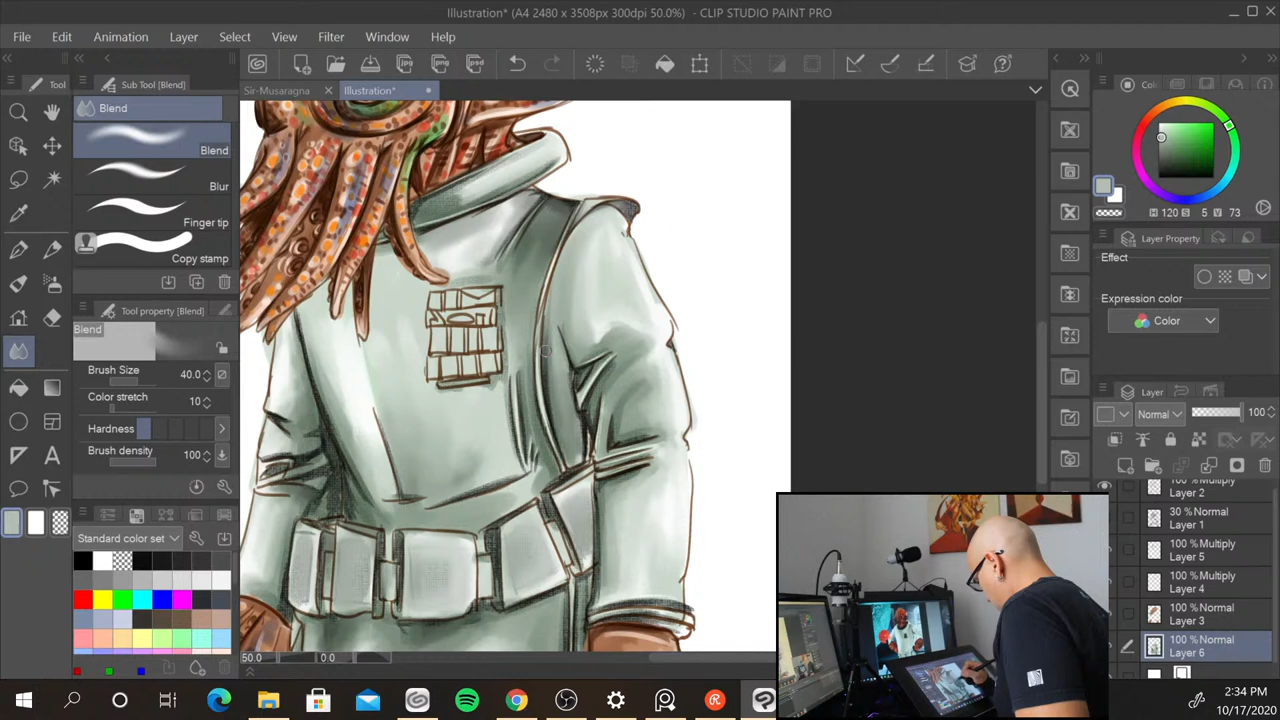 Illustration* (A4 2480 x 3508px 300dpi 50.0%) - CLIP STUDIO PAINT PRO
File Edit Animation Layer Select View Filter Window Help
Tool
Sub Tool [Blend]
Sir-Musaragna
Illustration*
Blend
Blend
Blur
Finger tip
Copy stamp
Tool property [Blend]
Blend
Brush Size 40.0
Color stretch 10
Hardness
Brush density 100
Standard color set
50.0
0.0
H 120 S 5 V 73
Layer Property
Effect
Expression color
Color
Layer
Normal
100
Layer 2
30 % Normal
Layer 1
100 % Multiply
Layer 5
100 % Multiply
Layer 4
100 % Normal
Layer 3
100 % Normal
Layer 6
2:34 PM
10/17/2020